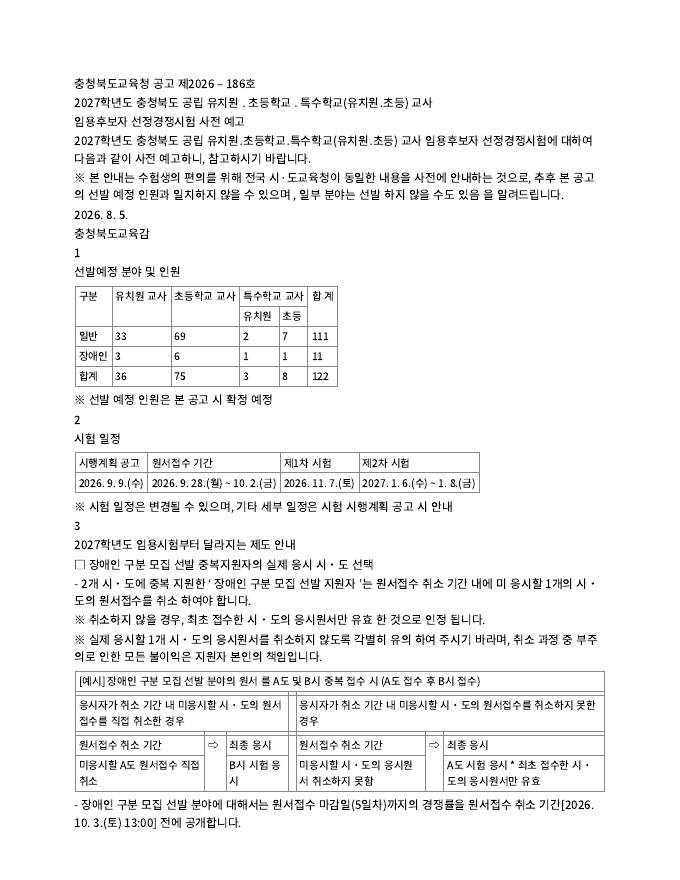 충청북도교육청 공고 제2026 – 186호
2027학년도 충청북도 공립 유치원 . 초등학교 . 특수학교(유치원.초등) 교사
임용후보자 선정경쟁시험 사전 예고
2027학년도 충청북도 공립 유치원.초등학교.특수학교(유치원.초등) 교사 임용후보자 선정경쟁시험에 대하여
다음과 같이 사전 예고하니, 참고하시기 바랍니다.
※ 본 안내는 수험생의 편의를 위해 전국 시·도교육청이 동일한 내용을 사전에 안내하는 것으로, 추후 본 공고
의 선발 예정 인원과 일치하지 않을 수 있으며 , 일부 분야는 선발 하지 않을 수도 있음 을 알려드립니다.
2026. 8. 5.
충청북도교육감
1
선발예정 분야 및 인원
구분 유치원 교사 초등학교 교사 특수학교 교사 합 계
유치원 초등
일반 33 69 2 7 111
장애인 3 6 1 1 11
합계 36 75 3 8 122
※ 선발 예정 인원은 본 공고 시 확정 예정
2
시험 일정
시행계획 공고 원서접수 기간 제1차 시험 제2차 시험
2026. 9. 9.(수) 2026. 9. 28.(월) ~ 10. 2.(금) 2026. 11. 7.(토) 2027. 1. 6.(수) ~ 1. 8.(금)
※ 시험 일정은 변경될 수 있으며, 기타 세부 일정은 시험 시행계획 공고 시 안내
3
2027학년도 임용시험부터 달라지는 제도 안내
□ 장애인 구분 모집 선발 중복지원자의 실제 응시 시・도 선택
- 2개 시・도에 중복 지원한 ‘ 장애인 구분 모집 선발 지원자 ’는 원서접수 취소 기간 내에 미 응시할 1개의 시・
도의 원서접수를 취소 하여야 합니다.
※ 취소하지 않을 경우, 최초 접수한 시・도의 응시원서만 유효 한 것으로 인정 됩니다.
※ 실제 응시할 1개 시・도의 응시원서를 취소하지 않도록 각별히 유의 하여 주시기 바라며, 취소 과정 중 부주
의로 인한 모든 불이익은 지원자 본인의 책임입니다.
[예시] 장애인 구분 모집 선발 분야의 원서 를 A도 및 B시 중복 접수 시 (A도 접수 후 B시 접수)
응시자가 취소 기간 내 미응시할 시・도의 원서 응시자가 취소 기간 내 미응시할 시・도의 원서접수를 취소하지 못한
접수를 직접 취소한 경우 경우
원서접수 취소 기간 ⇨ 최종 응시 원서접수 취소 기간 ⇨ 최종 응시
미응시할 A도 원서접수 직접 B시 시험 응 미응시할 시・도의 응시원 A도 시험 응시 * 최초 접수한 시・
취소 시 서 취소하지 못함 도의 응시원서만 유효
- 장애인 구분 모집 선발 분야에 대해서는 원서접수 마감일(5일차)까지의 경쟁률을 원서접수 취소 기간[2026.
10. 3.(토) 13:00] 전에 공개합니다.